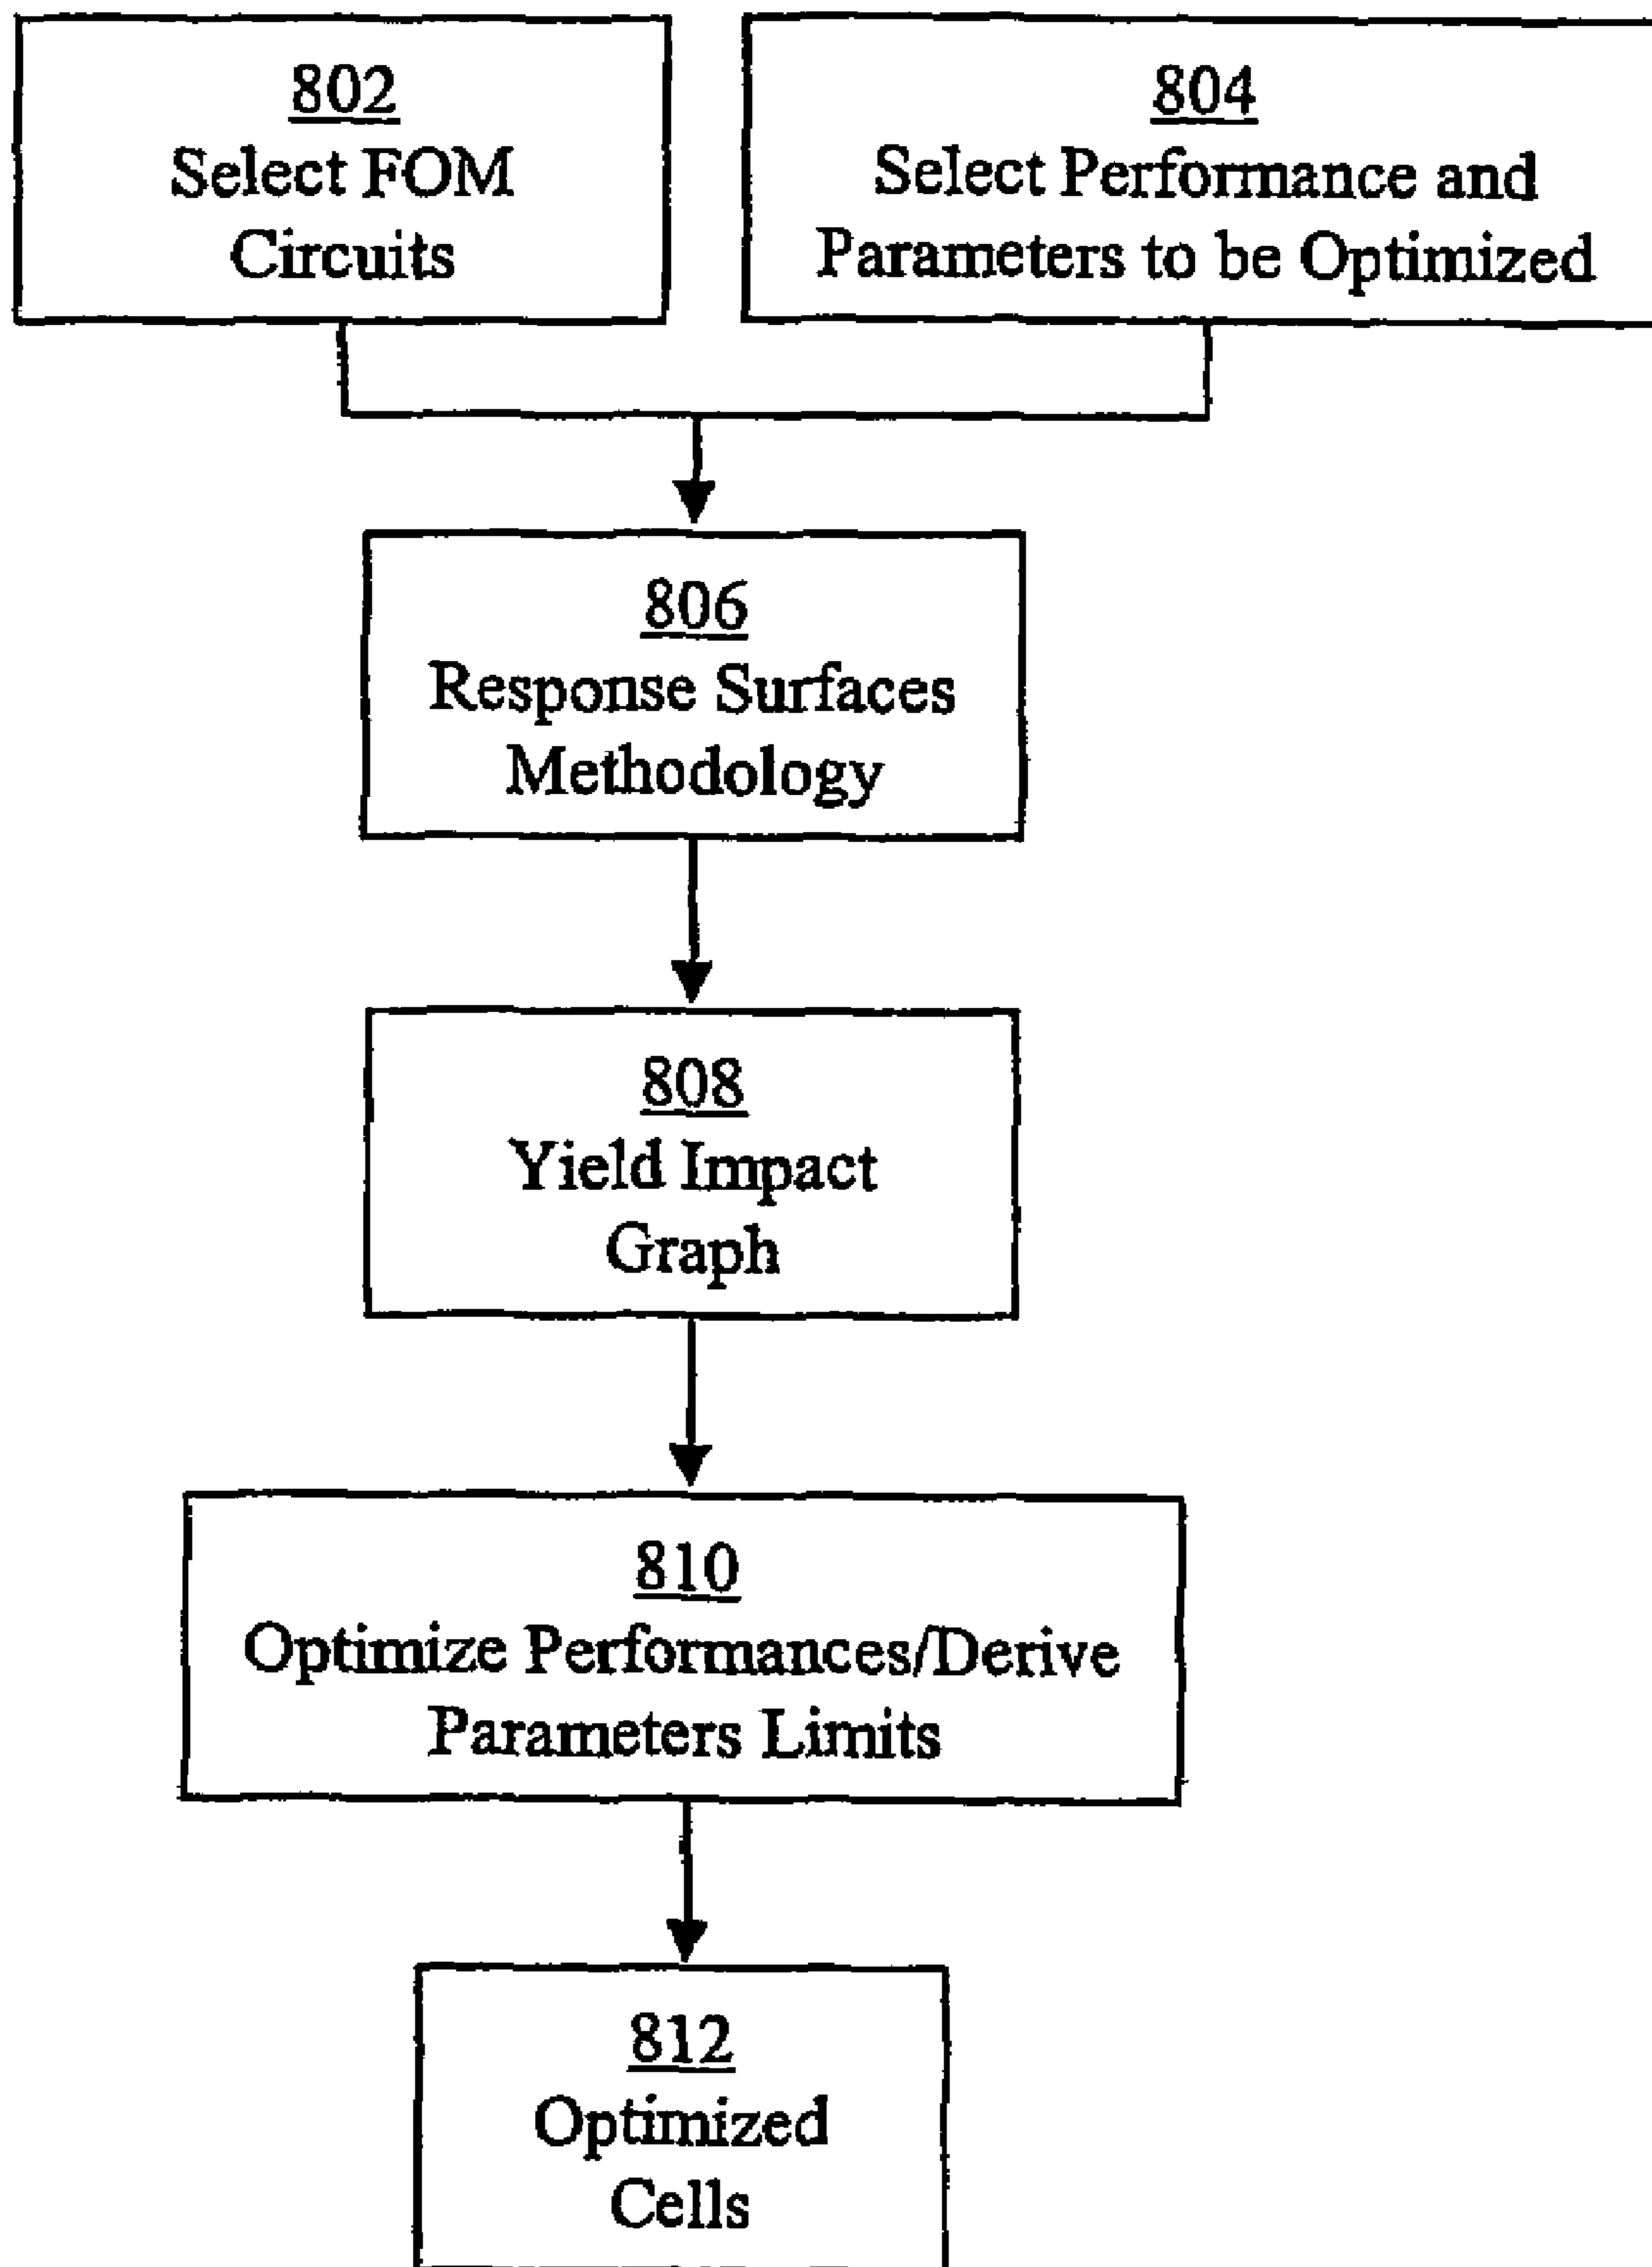 802
Select FOM
Circuits
804
Select Performance and
Parameters to be Optimized
806
Response Surfaces
Methodology
808
Yield Impact
Graph
810
Optimize Performances/Derive
Parameters Limits
812
Optimized
Cells